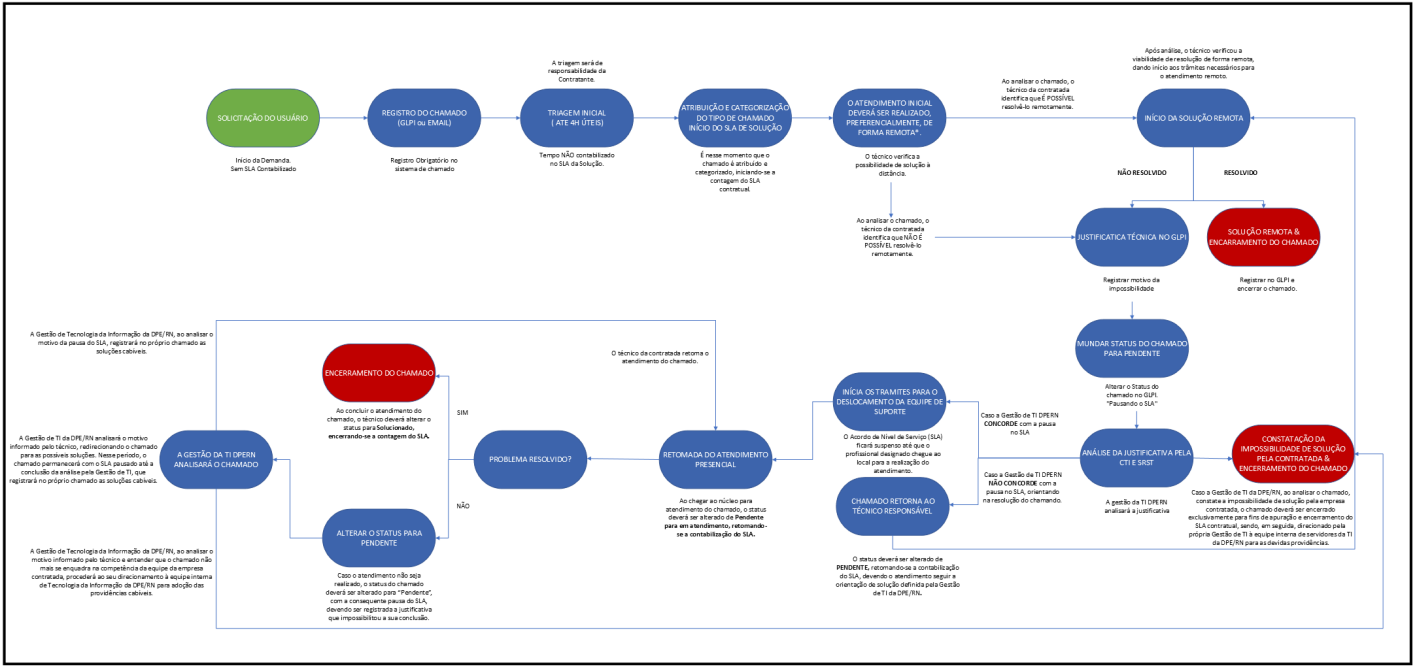 SOLICITAÇÃO DO USUÁRIO
Início da Demanda.
Sem SLA Contabilizado
REGISTRO DO CHAMADO
(GLPI ou EMAIL)
Registro Obrigatório no
sistema de chamado
A triagem será de
responsabilidade da
Contratante.
TRIAGEM INICIAL
( ATE 4H ÚTEIS)
Tempo NÃO contabilizado
no SLA da Solução.
ATRIBUIÇÃO E CATEGORIZAÇÃO
DO TIPO DE CHAMADO
INÍCIO DO SLA DE SOLUÇÃO
É nesse momento que o
chamado é atribuído e
categorizado, iniciando-se a
contagem do SLA
contratual.
O ATENDIMENTO INICIAL
DEVERÁ SER REALIZADO,
PREFERENCIALMENTE, DE
FORMA REMOTA*.
O técnico verifica a
possibilidade de solução à
distância.
Ao analisar o chamado, o
técnico da contratada
identifica que É POSSÍVEL
resolvê-lo remotamente.
Após análise, o técnico verificou a
viabilidade de resolução de forma remota,
dando início aos trâmites necessários para
o atendimento remoto.
INÍCIO DA SOLUÇÃO REMOTA
NÃO RESOLVIDO
RESOLVIDO
Ao analisar o chamado, o
técnico da contratada
identifica que NÃO É
POSSÍVEL resolvê-lo
remotamente.
JUSTIFICATICA TÉCNICA NO GLPI
Registrar motivo da
impossibilidade
SOLUÇÃO REMOTA &
ENCARRAMENTO DO CHAMADO
Registrar no GLPI e
encerrar o chamado.
MUNDAR STATUS DO CHAMADO
PARA PENDENTE
Alterar o Status do
chamado no GLPI.
"Pausando o SLA"
A Gestão de Tecnologia da Informação da DPE/RN, ao analisar o
motivo da pausa do SLA, registrará no próprio chamado as
soluções cabíveis.
O técnico da contratada retoma o
atendimento do chamado.
ENCERRAMENTO DO CHAMADO
Ao concluir o atendimento do
chamado, o técnico deverá alterar o
status para Solucionado,
encerrando-se a contagem do SLA.
SIM
INÍCIA OS TRAMITES PARA O
DESLOCAMENTO DA EQUIPE DE
SUPORTE
O Acordo de Nível de Serviço (SLA)
ficará suspenso até que o
profissional designado chegue ao
local para a realização do
atendimento.
Caso a Gestão de TI DPERN
CONCORDE com a pausa
no SLA
A Gestão de TI da DPE/RN analisará o motivo
informado pelo técnico, redirecionando o chamado
para as possíveis soluções. Nesse período, o
chamado permanecerá com o SLA pausado até a
conclusão da análise pela Gestão de TI, que
registrará no próprio chamado as soluções cabíveis.
A GESTÃO DA TI DPERN
ANALISARÁ O CHAMADO
PROBLEMA RESOLVIDO?
RETOMADA DO ATENDIMENTO
PRESENCIAL
Ao chegar ao núcleo para
atendimento do chamado, o status
deverá ser alterado de Pendente
para em atendimento, retomando-
se a contabilização do SLA.
Caso a Gestão de TI DPERN
NÃO CONCORDE com a
pausa no SLA, orientando
na resolução do chamando.
ANÁLISE DA JUSTIFICATIVA PELA
CTI E SRST
A gestão da TI DPERN
analisará a justificativa
CONSTATAÇÃO DA
IMPOSSIBILIDADE DE SOLUÇÃO
PELA CONTRATADA &
ENCERRAMENTO DO CHAMADO
Caso a Gestão de TI da DPE/RN, ao analisar o chamado,
constate a impossibilidade de solução pela empresa
contratada, o chamado deverá ser encerrado
exclusivamente para fins de apuração e encerramento do
SLA contratual, sendo, em seguida, direcionado pela
própria Gestão de TI à equipe interna de servidores da TI
da DPE/RN para as devidas providências.
CHAMADO RETORNA AO
TÉCNICO RESPONSÁVEL
O status deverá ser alterado de
PENDENTE, retomando-se a contabilização
do SLA, devendo o atendimento seguir a
orientação de solução definida pela Gestão
de TI da DPE/RN.
NÃO
ALTERAR O STATUS PARA
PENDENTE
Caso o atendimento não seja
realizado, o status do chamado
deverá ser alterado para "Pendente",
com a consequente pausa do SLA,
devendo ser registrada a justificativa
que impossibilitou a sua conclusão.
A Gestão de Tecnologia da Informação da DPE/RN, ao analisar o
motivo informado pelo técnico e entender que o chamado não
mais se enquadra na competência da equipe da empresa
contratada, procederá ao seu direcionamento à equipe interna
de Tecnologia da Informação da DPE/RN para adoção das
providências cabíveis.